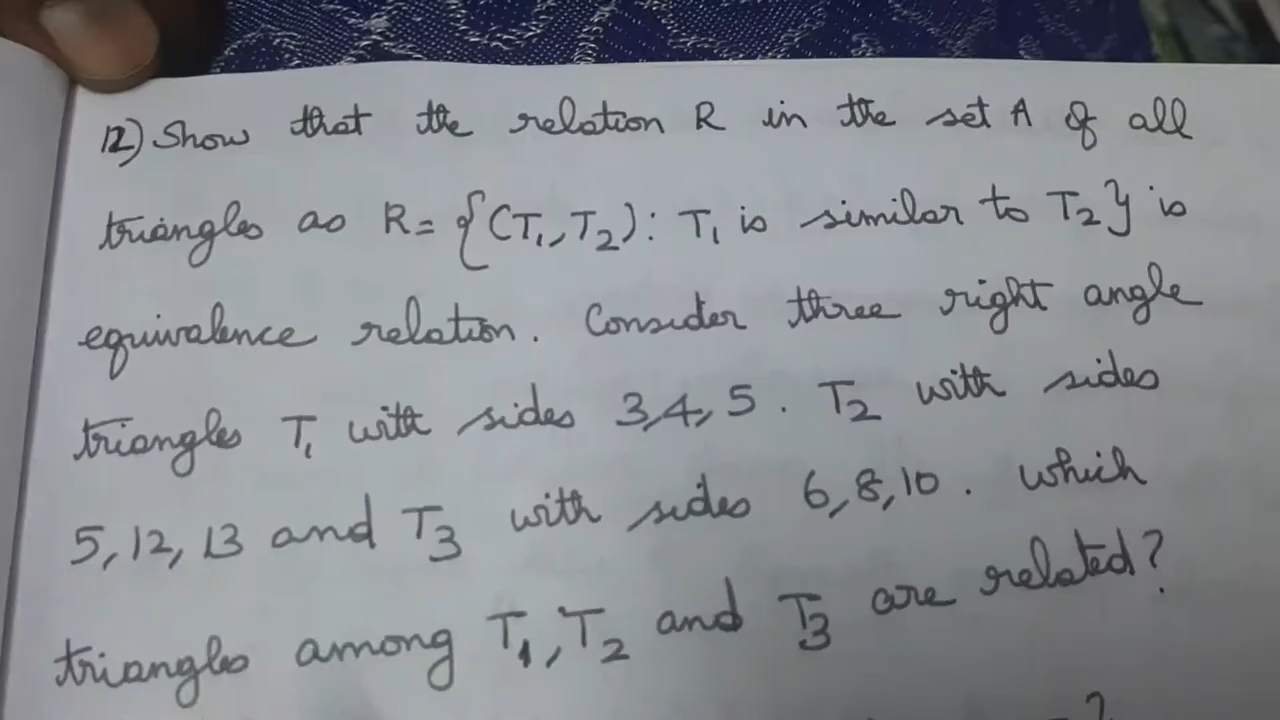 12) Show that the relation R in the set A of all
triangles as R = {(T₁, T₂): T₁ is similar to T₂} is
equivalence relation. Consider three right angle
triangles T₁ with sides 3,4, 5. T₂ with sides
5, 12, 13 and T₃ with sides 6, 8, 10. which
triangles among T₁, T₂ and T₃ are related?